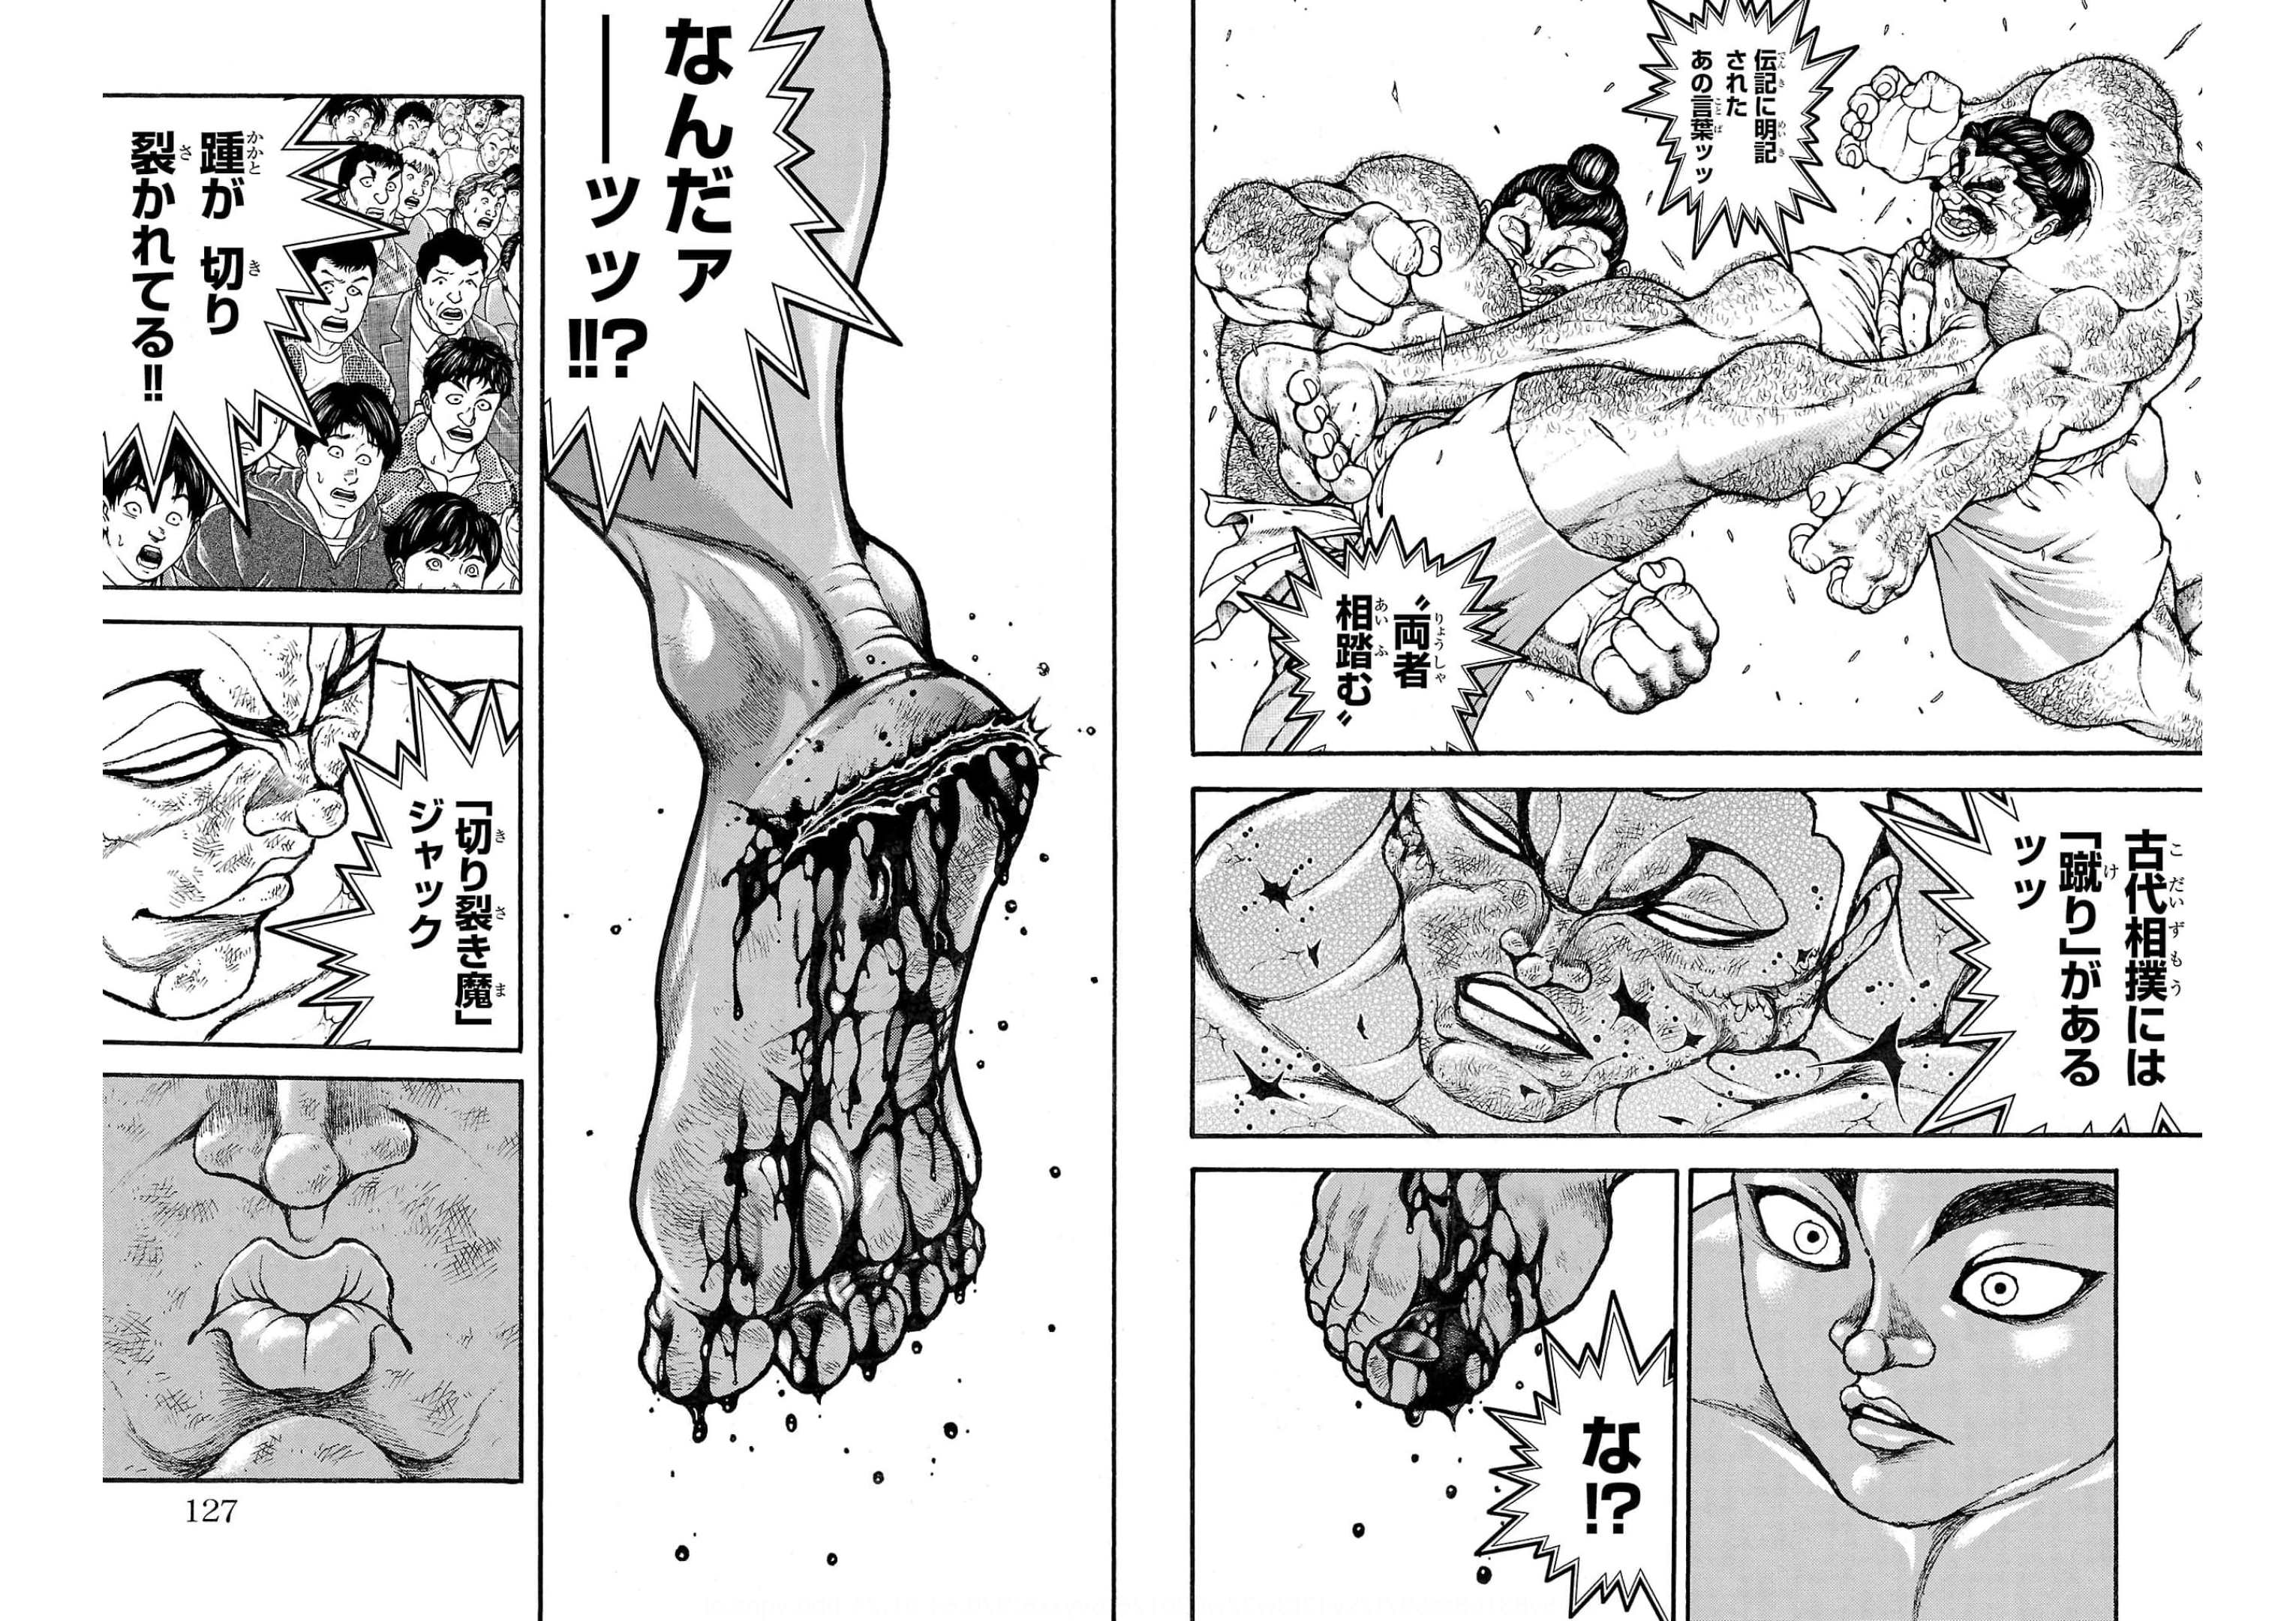 伝記に明記
された
あの言葉ッッ
〝両者
相踏む〟
古代相撲には
「蹴り」がある
ッッ
な!?
なんだァ
──ッッ!!?
踵が 切り
裂かれてる!!
「切り裂き魔」
ジャック
127